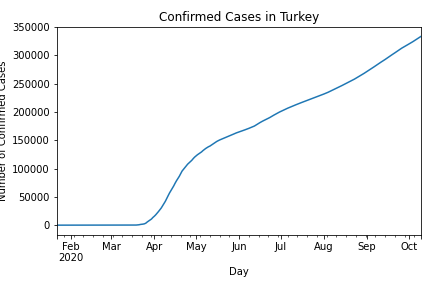 Confirmed Cases in Turkey
Number of Confirmed Cases
350000
300000
250000
200000
150000
100000
50000
0
Feb Mar Apr May Jun Jul Aug Sep Oct
2020
Day